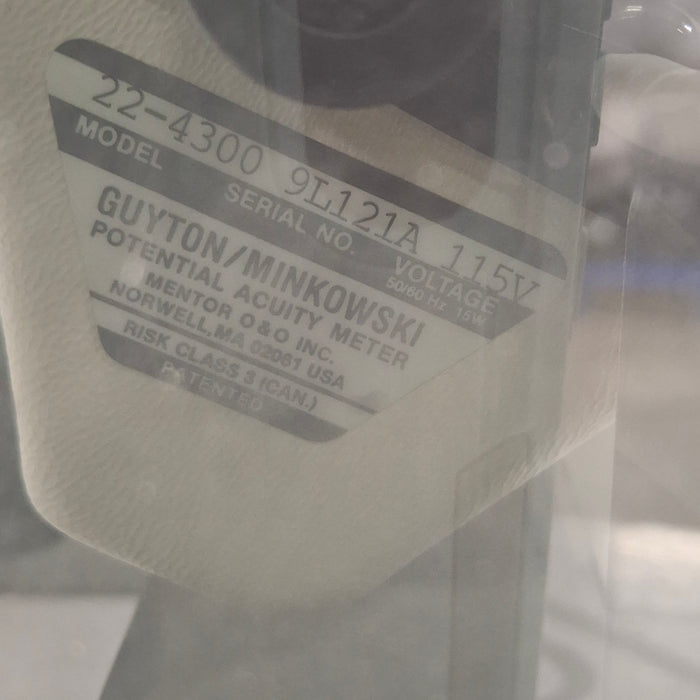 22-4300 9L121A 115V
MODEL SERIAL NO. VOLTAGE
50/60 Hz 15W
GUYTON/MINKOWSKI
POTENTIAL ACUITY METER
MENTOR O&O INC.
NORWELL, MA 02061 USA
RISK CLASS 3 (CAN.)
PATENTED